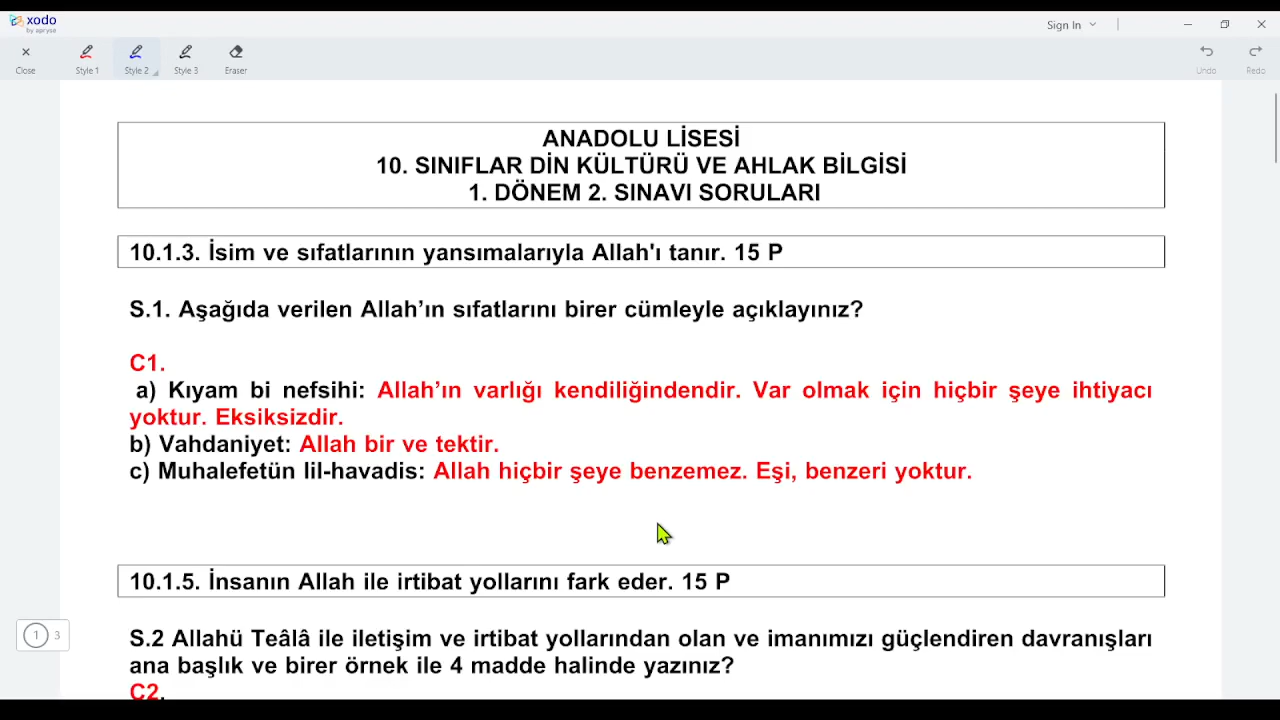 xodo
by apryse
Sign In
Close
Style 1
Style 2
Style 3
Eraser
Undo
Redo
ANADOLU LİSESİ
10. SINIFLAR DİN KÜLTÜRÜ VE AHLAK BİLGİSİ
1. DÖNEM 2. SINAVI SORULARI
10.1.3. İsim ve sıfatlarının yansımalarıyla Allah'ı tanır. 15 P
S.1. Aşağıda verilen Allah’ın sıfatlarını birer cümleyle açıklayınız?
C1.
a) Kıyam bi nefsihi: Allah’ın varlığı kendiliğindendir. Var olmak için hiçbir şeye ihtiyacı
yoktur. Eksiksizdir.
b) Vahdaniyet: Allah bir ve tektir.
c) Muhalefetün lil-havadis: Allah hiçbir şeye benzemez. Eşi, benzeri yoktur.
10.1.5. İnsanın Allah ile irtibat yollarını fark eder. 15 P
1 3
S.2 Allahü Teâlâ ile iletişim ve irtibat yollarından olan ve imanımızı güçlendiren davranışları
ana başlık ve birer örnek ile 4 madde halinde yazınız?
C2.